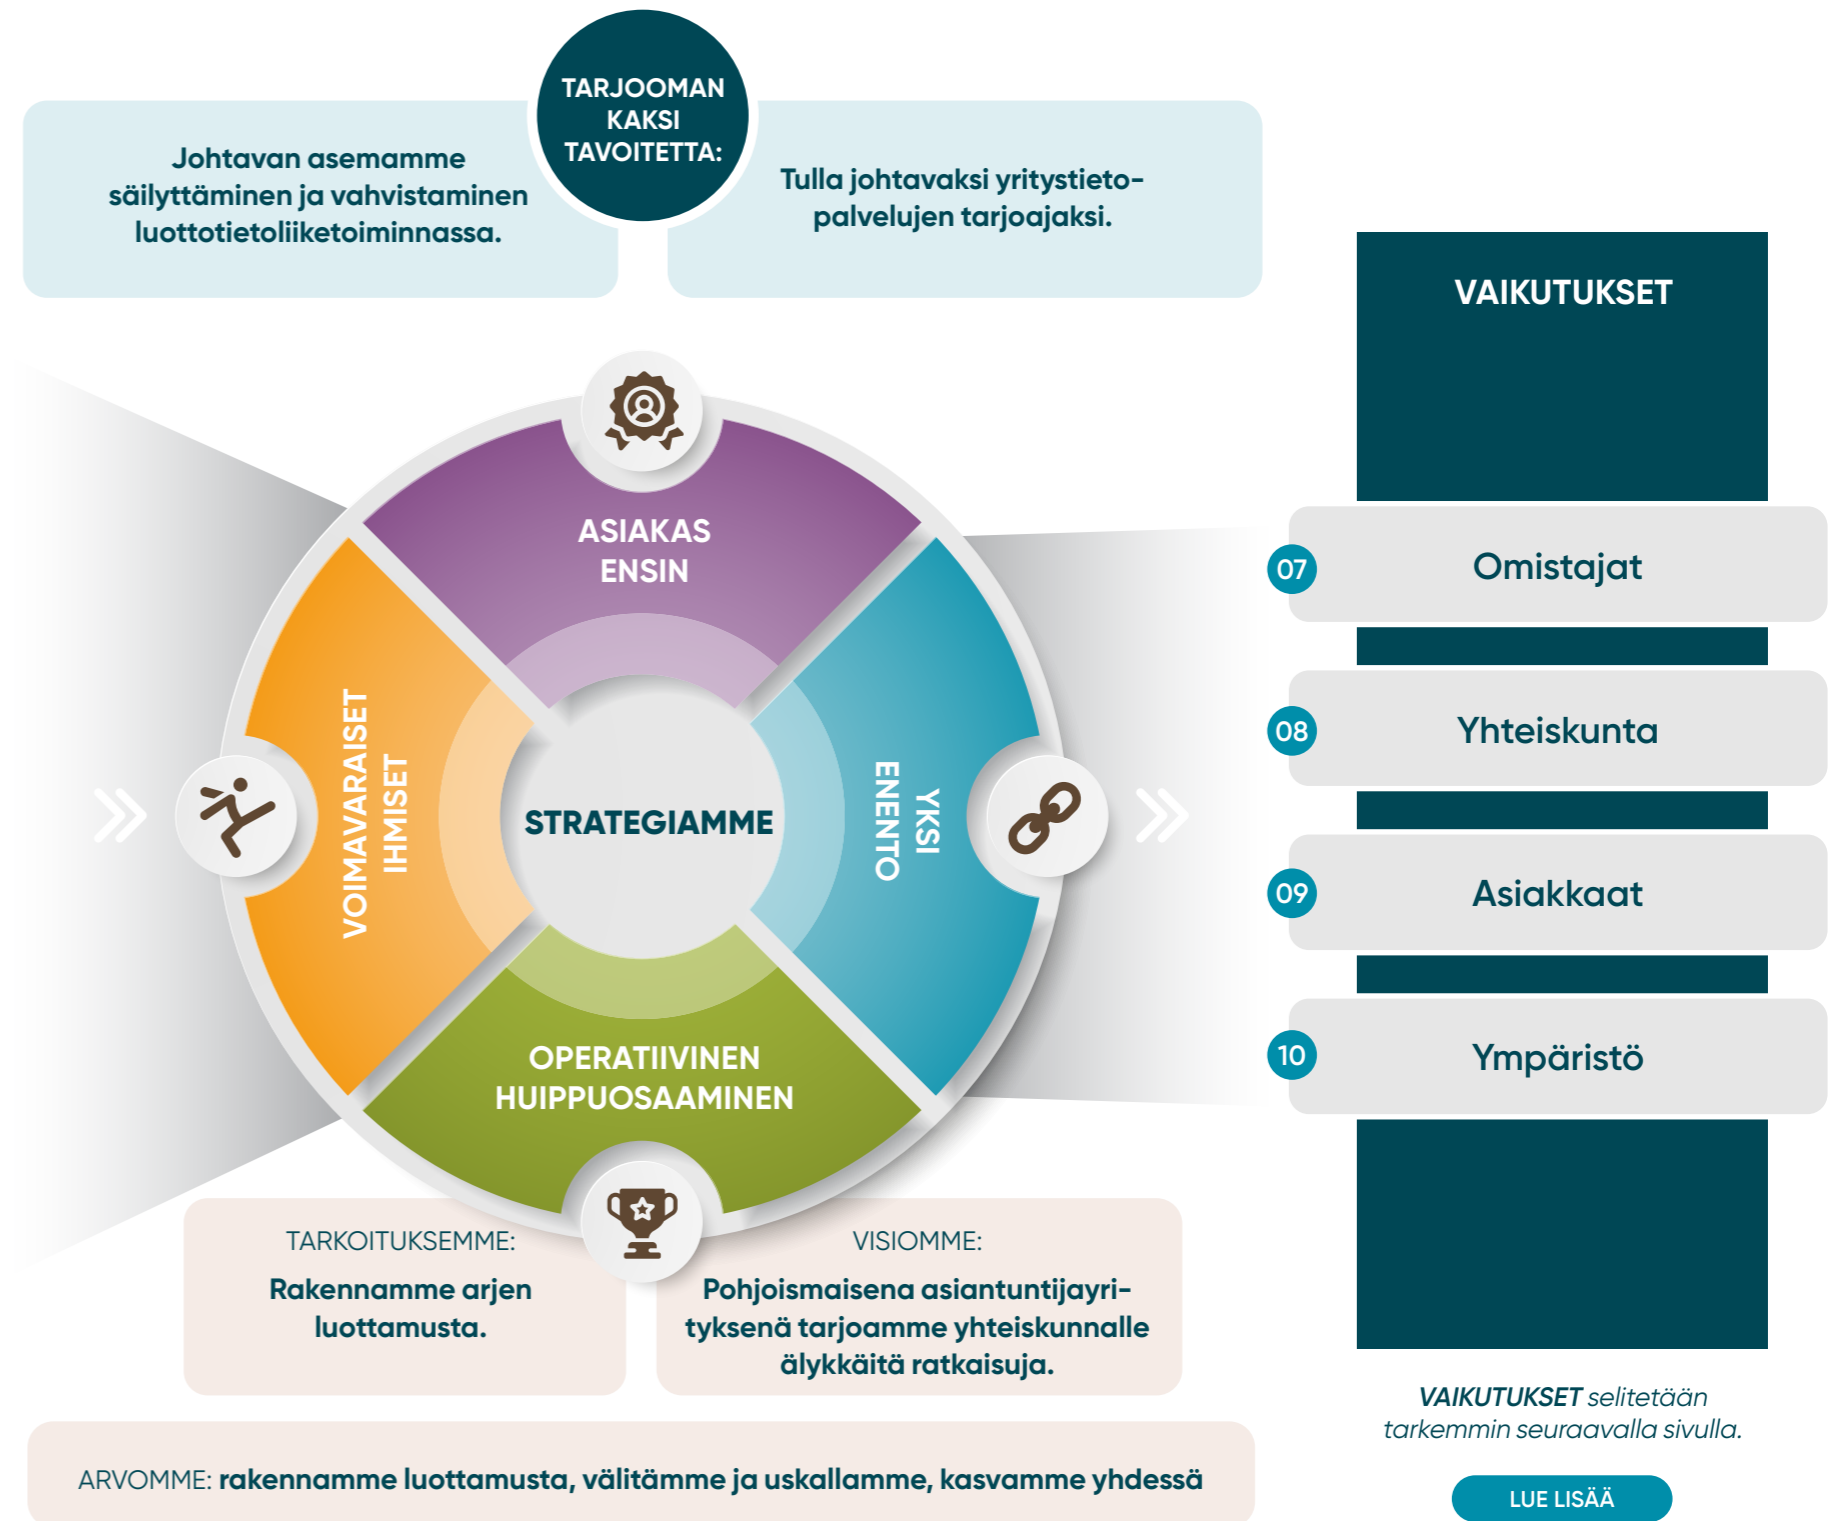 TARJOOMAN
KAKSI
TAVOITETTA:
Johtavan asemamme
säilyttäminen ja vahvistaminen
luottotietoliiketoiminnassa.
Tulla johtavaksi yritystieto-
palvelujen tarjoajaksi.
ASIAKAS
ENSIN
VOIMAVARAISET
IHMISET
STRATEGIAMME
YKSI
ENENTO
OPERATIIVINEN
HUIPPUOSAAMINEN
TARKOITUKSEMME:
Rakennamme arjen
luottamusta.
VISIOMME:
Pohjoismaisena asiantuntijayri-
tyksenä tarjoamme yhteiskunnalle
älykkäitä ratkaisuja.
ARVOMME: rakennamme luottamusta, välitämme ja uskallamme, kasvamme yhdessä
VAIKUTUKSET
07 Omistajat
08 Yhteiskunta
09 Asiakkaat
10 Ympäristö
VAIKUTUKSET selitetään
tarkemmin seuraavalla sivulla.
LUE LISÄÄ